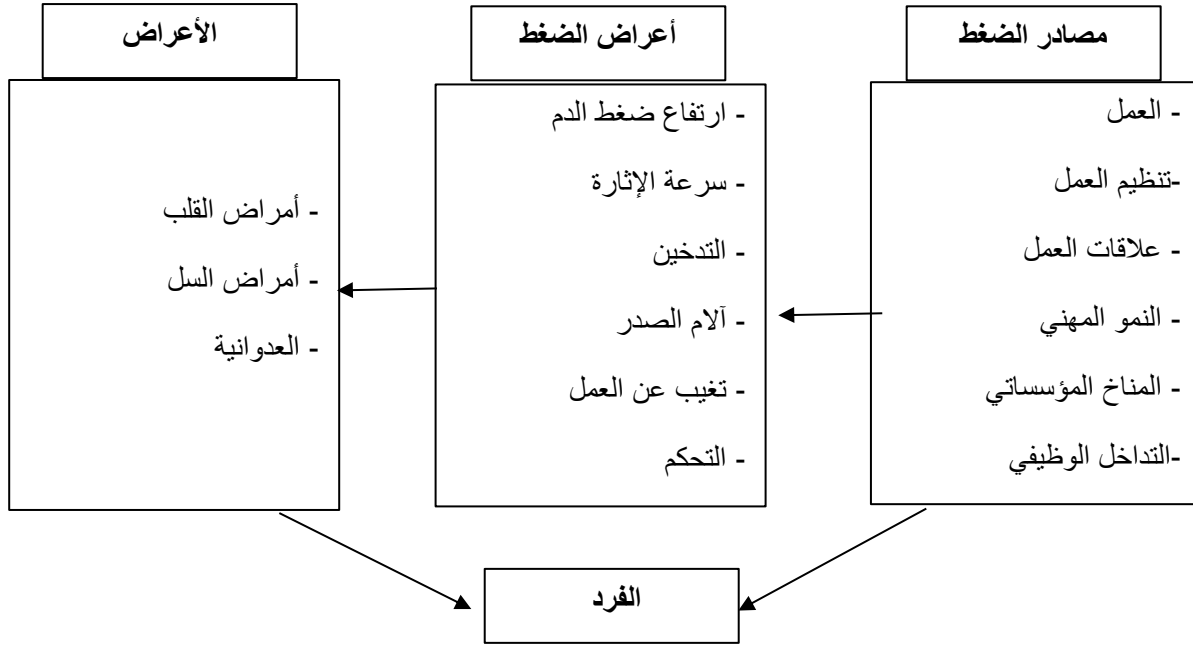 مصادر الضغط
- العمل
-تنظيم العمل
- علاقات العمل
- النمو المهني
- المناخ المؤسساتي
-التداخل الوظيفي
أعراض الضغط
- ارتفاع ضغط الدم
- سرعة الإثارة
- التدخين
- آلام الصدر
- تغيب عن العمل
- التحكم
الأعراض
- أمراض القلب
- أمراض السل
- العدوانية
الفرد